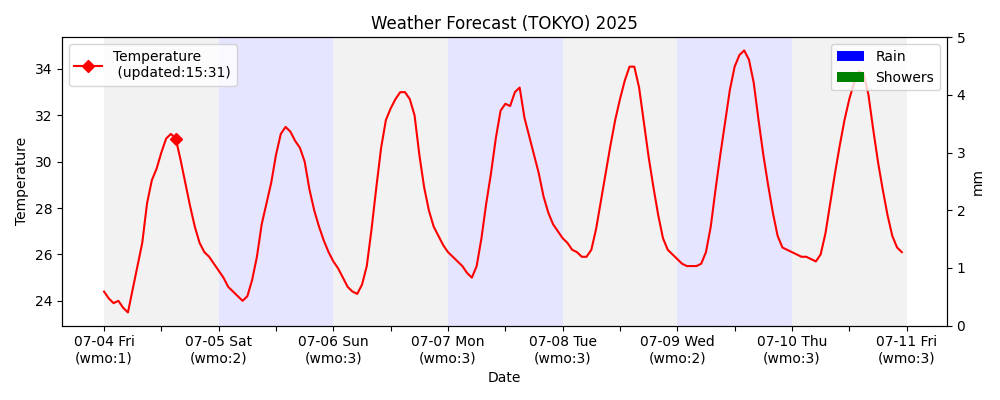 Weather Forecast (TOKYO) 2025
Temperature
(updated:15:31)
Rain
Showers
Temperature
34
32
30
28
26
24
5
4
3
2
1
0
mm
07-04 Fri
(wmo:1)
07-05 Sat
(wmo:2)
07-06 Sun
(wmo:3)
07-07 Mon
(wmo:3)
07-08 Tue
(wmo:3)
07-09 Wed
(wmo:2)
07-10 Thu
(wmo:3)
07-11 Fri
(wmo:3)
Date